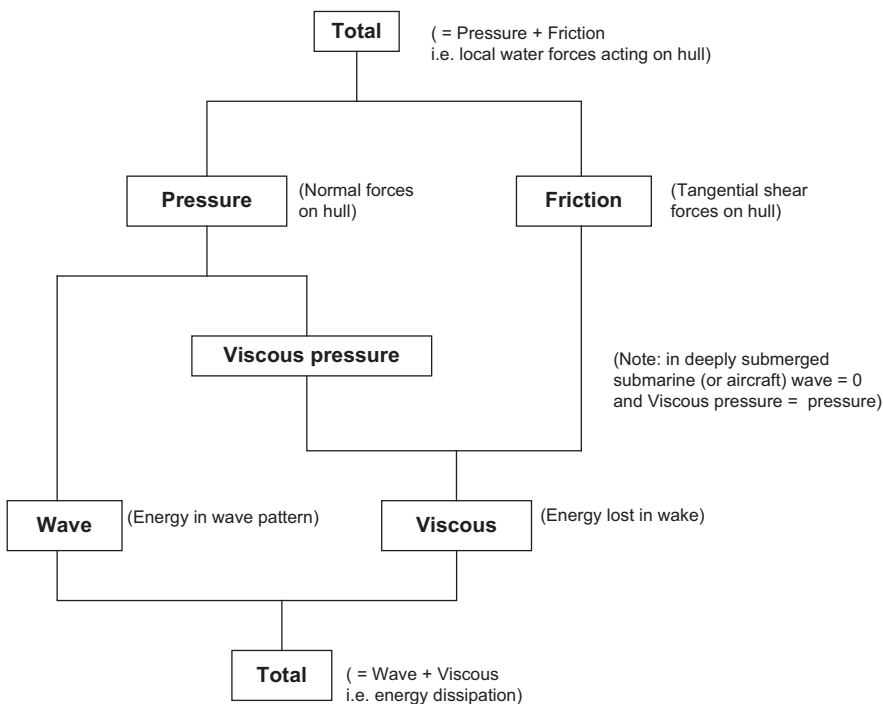 Total
( = Pressure + Friction
i.e. local water forces acting on hull)
Pressure
(Normal forces
on hull)
Friction
(Tangential shear
forces on hull)
Viscous pressure
(Note: in deeply submerged
submarine (or aircraft) wave = 0
and Viscous pressure = pressure)
Wave
(Energy in wave pattern)
Viscous
(Energy lost in wake)
Total
( = Wave + Viscous
i.e. energy dissipation)